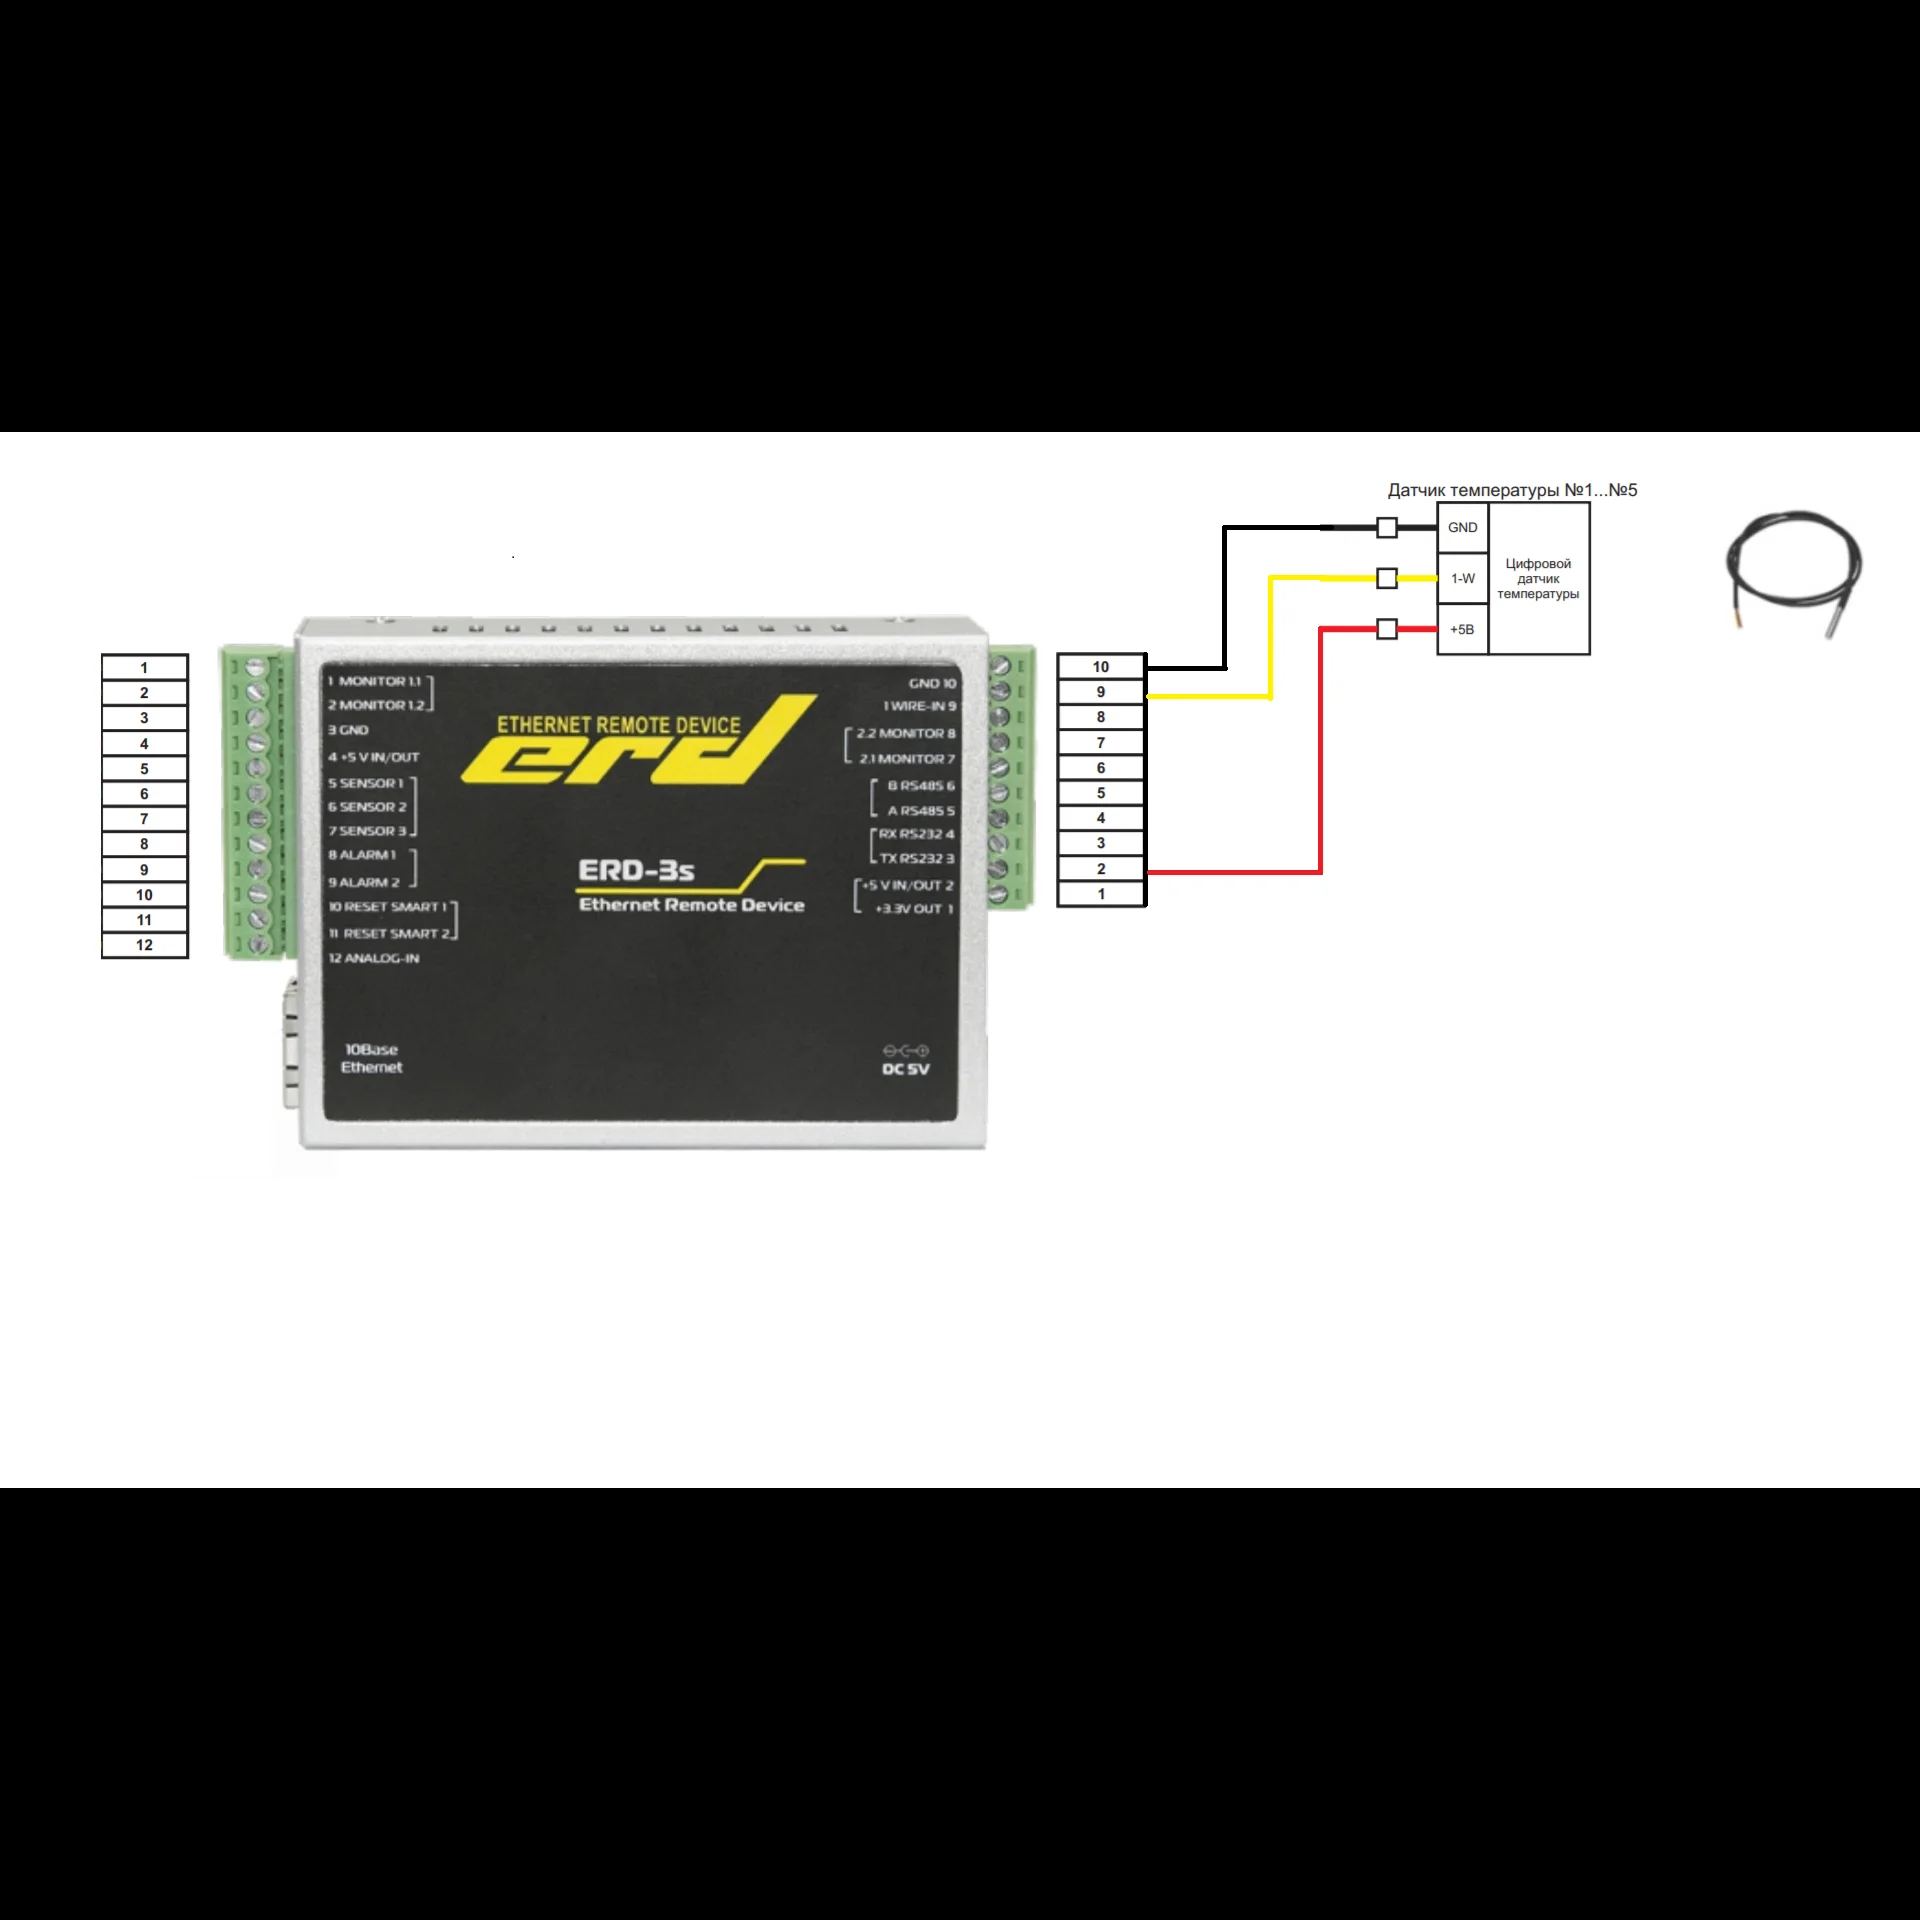 Датчик температуры №1...№5
GND
1-W
+5В
Цифровой
датчик
температуры
1
2
3
4
5
6
7
8
9
10
11
12
1 MONITOR 1.1
2 MONITOR 1.2
3 GND
4 +5 V IN/OUT
5 SENSOR 1
6 SENSOR 2
7 SENSOR 3
8 ALARM 1
9 ALARM 2
10 RESET SMART 1
11 RESET SMART 2
12 ANALOG-IN
10Base
Ethernet
ETHERNET REMOTE DEVICE
erd
ERD-3s
Ethernet Remote Device
GND 10
1 WIRE-IN 9
2.2 MONITOR 8
2.1 MONITOR 7
B RS485 6
A RS485 5
RX RS232 4
TX RS232 3
+5 V IN/OUT 2
+3.3V OUT 1
DC 5V
10
9
8
7
6
5
4
3
2
1